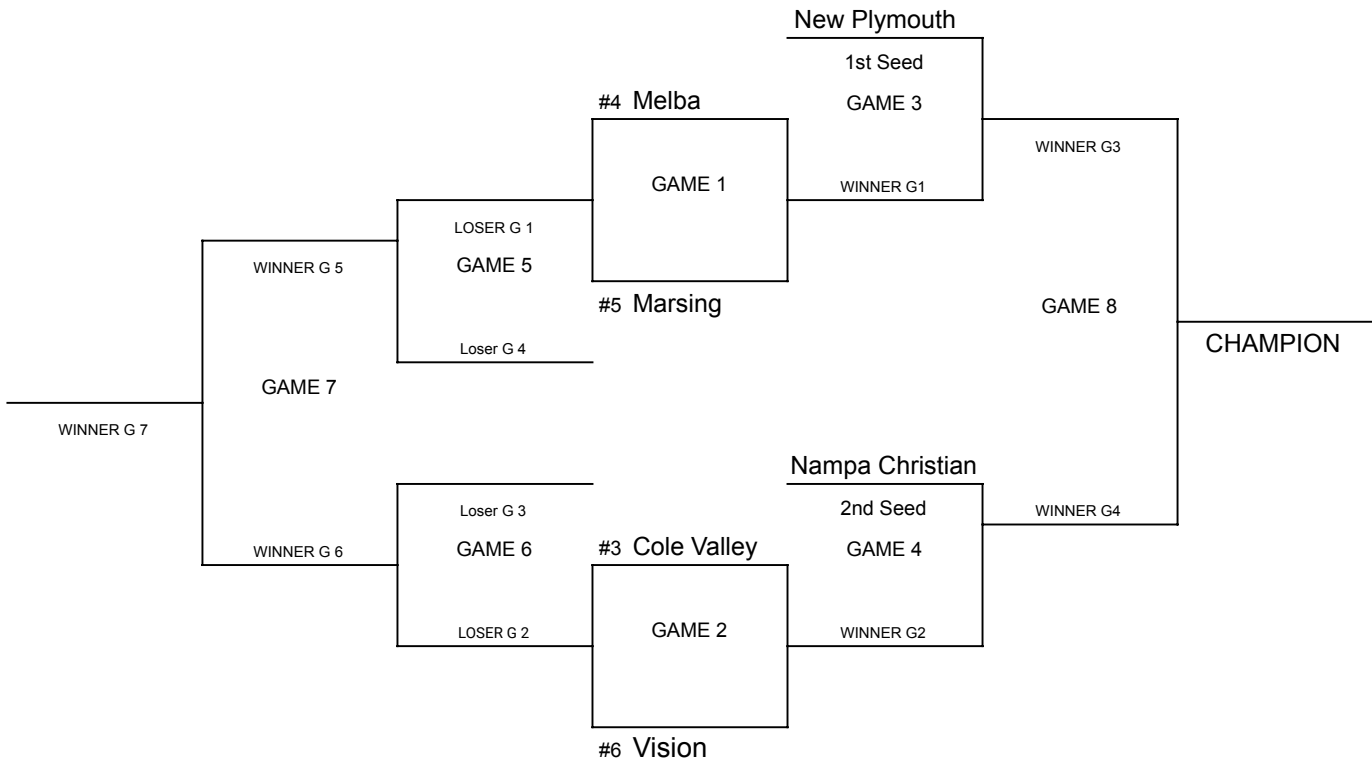 New Plymouth
1st Seed
#4 Melba
GAME 3
WINNER G3
GAME 1
WINNER G1
LOSER G 1
WINNER G 5
GAME 5
#5 Marsing
GAME 8
CHAMPION
Loser G 4
GAME 7
WINNER G 7
Nampa Christian
2nd Seed
Loser G 3
WINNER G4
WINNER G 6
GAME 6
#3 Cole Valley
GAME 4
LOSER G 2
GAME 2
WINNER G2
#6 Vision